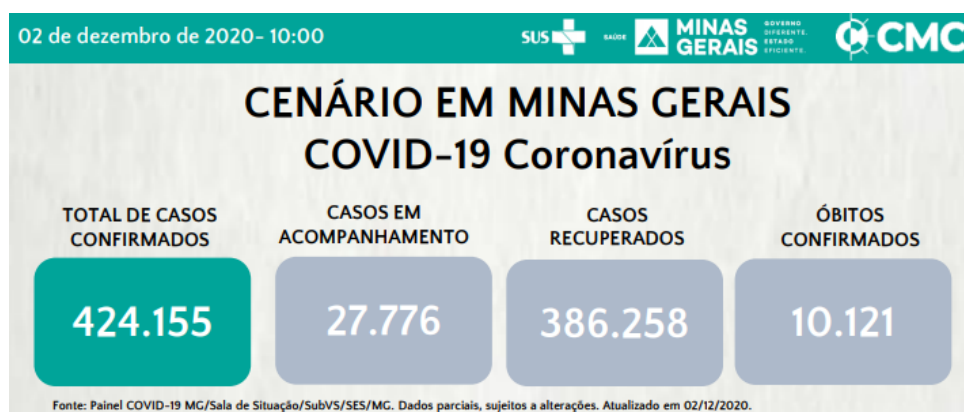 02 de dezembro de 2020- 10:00
SUS
SAÚDE
MINAS
GERAIS
GOVERNO
DIFERENTE.
ESTADO
EFICIENTE.
CMC
CENÁRIO EM MINAS GERAIS
COVID-19 Coronavírus
TOTAL DE CASOS
CONFIRMADOS
424.155
CASOS EM
ACOMPANHAMENTO
27.776
CASOS
RECUPERADOS
386.258
ÓBITOS
CONFIRMADOS
10.121
Fonte: Painel COVID-19 MG/Sala de Situação/SubVS/SES/MG. Dados parciais, sujeitos a alterações. Atualizado em 02/12/2020.